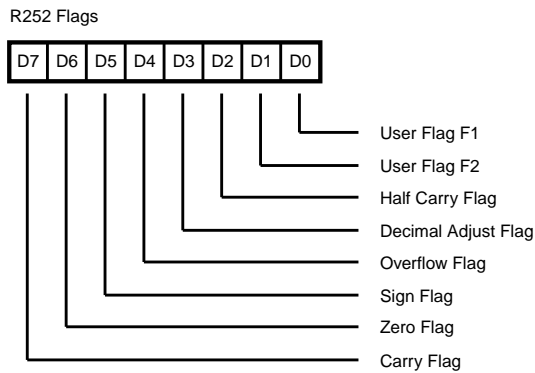 R252 Flags
D7 D6 D5 D4 D3 D2 D1 D0
User Flag F1
User Flag F2
Half Carry Flag
Decimal Adjust Flag
Overflow Flag
Sign Flag
Zero Flag
Carry Flag